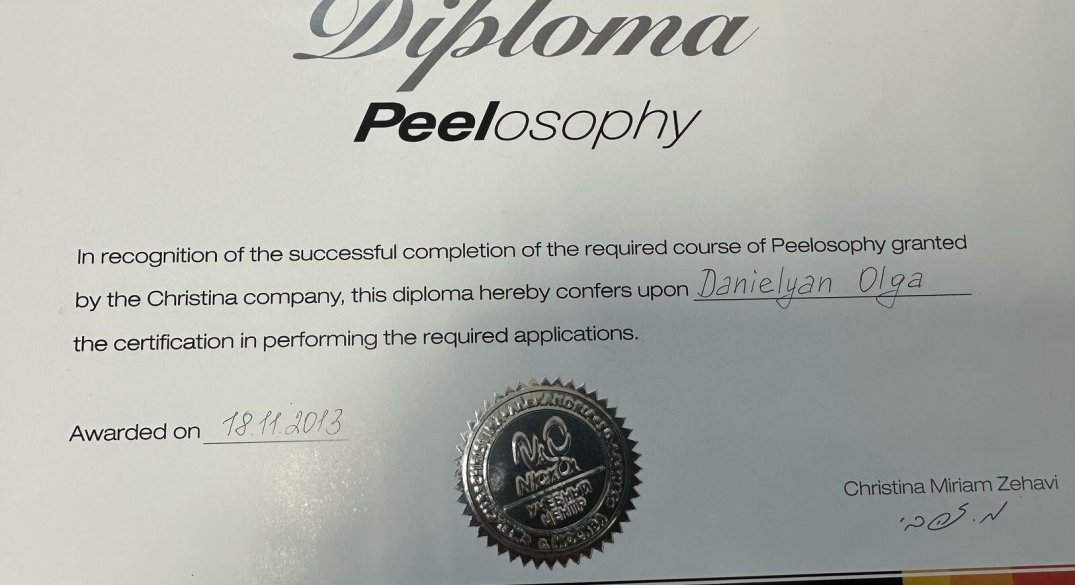 Diploma
Peelosophy
In recognition of the successful completion of the required course of Peelosophy granted
by the Christina company, this diploma hereby confers upon Danielyan Olga
the certification in performing the required applications.
Awarded on 18.11.2013
Christina Miriam Zehavi